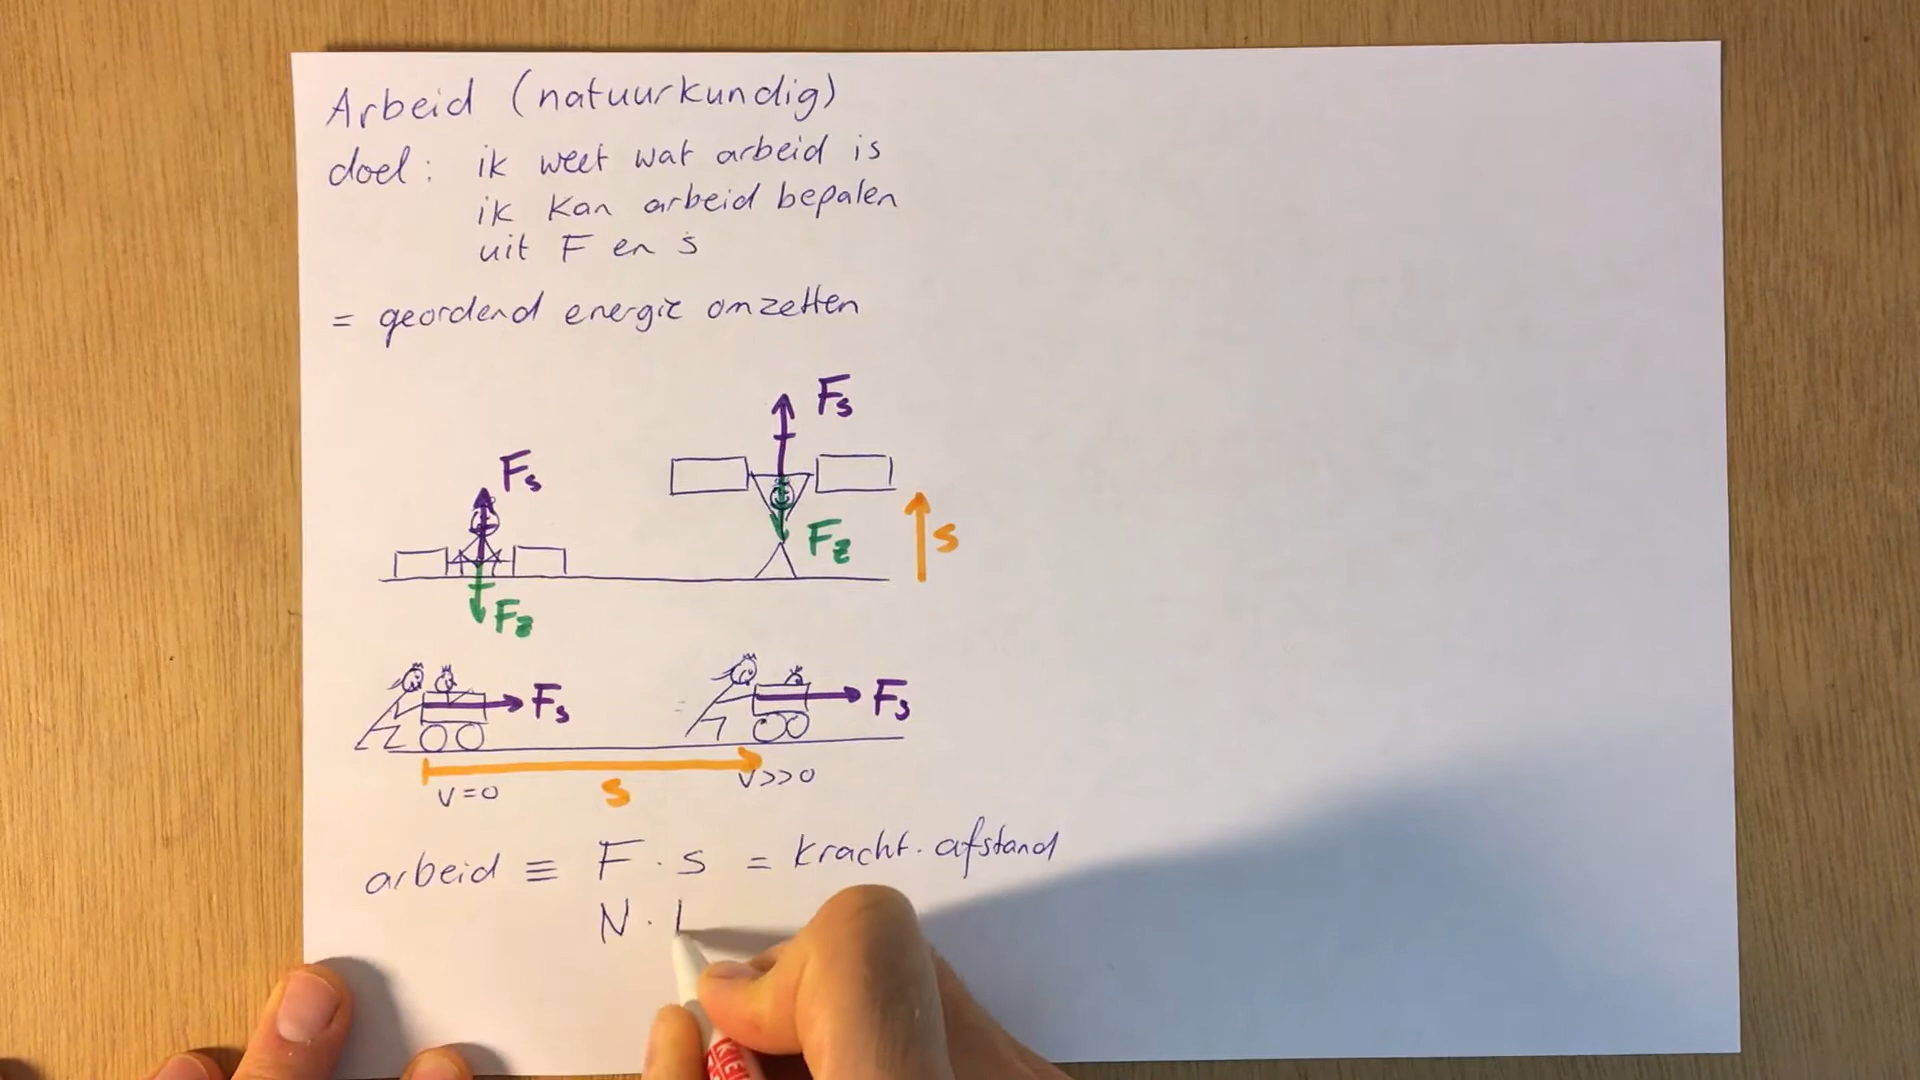 Arbeid (natuurkundig)
doel: ik weet wat arbeid is
ik kan arbeid bepalen
uit F en s
= geordend energie omzetten
Fs
Fs
Fz
s
Fz
Fs
Fs
s
v=0
v>>0
arbeid ≡ F · s = kracht · afstand
N ·